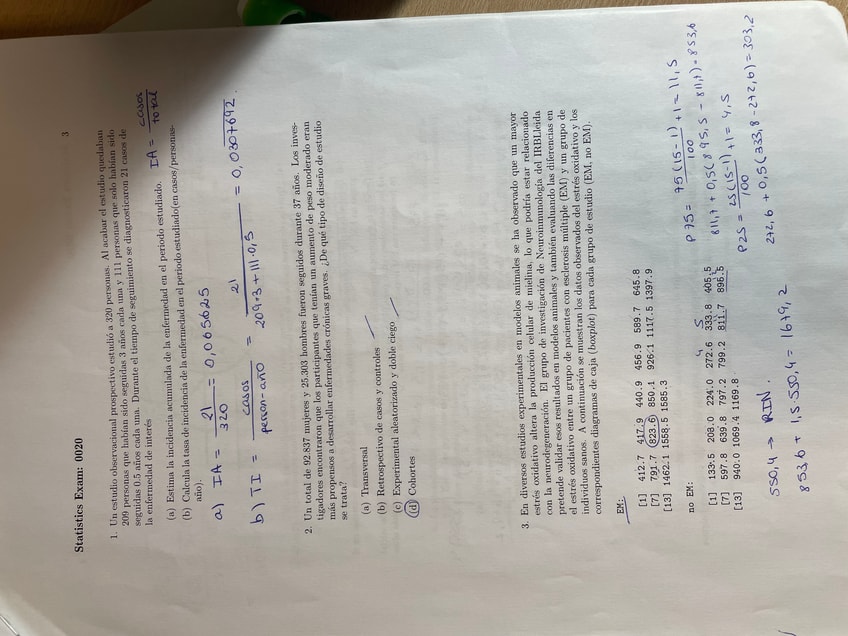 3
Statistics Exam: 0020
1. Un estudio observacional prospectivo estudió a 320 personas. Al acabar el estudio quedaban
209 personas que habían sido seguidas 3 años cada una y 111 personas que solo habían sido
seguidas 0.5 años cada una. Durante el tiempo de seguimiento se diagnosticaron 21 casos de
la enfermedad de interés
(a) Estima la incidencia acumulada de la enfermedad en el periodo estudiado.
IA = casos / total
(b) Calcula la tasa de incidencia de la enfermedad en el periodo estudiado(en casos/personas-
año).
a) IA = 21/320 = 0,065625
b) TI = casos / person-año = 21 / 209·3 + 111·0,5 = 0,0307692
2. Un total de 92.837 mujeres y 25.303 hombres fueron seguidos durante 37 años. Los inves-
tigadores encontraron que los participantes que tenían un aumento de peso moderado eran
más propensos a desarrollar enfermedades crónicas graves. ¿De qué tipo de diseño de estudio
se trata?
(a) Transversal
(b) Retrospectivo de casos y controles
(c) Experimental aleatorizado y doble ciego
(d) Cohortes
3. En diversos estudios experimentales en modelos animales se ha observado que un mayor
estrés oxidativo altera la producción celular de mielina, lo que podría estar relacionado
con la neurodegeneración. El grupo de investigación de Neuroinmunología del IRBLleida
pretende validar esos resultados en modelos animales y también evaluando las diferencias en
el estrés oxidativo entre un grupo de pacientes con esclerosis múltiple (EM) y un grupo de
individuos sanos. A continuación se muestran los datos observados del estrés oxidativo y los
correspondientes diagramas de caja (boxplot) para cada grupo de estudio (EM, no EM).
EM:
[1] 412.7 417.9 440.9 456.9 589.7 645.8
[7] 791.7 823.6 850.1 926.1 1117.5 1397.9
[13] 1462.1 1558.5 1585.3
no EM:
4 5
[1] 133.5 208.0 224.0 272.6 333.8 405.5
[7] 597.8 639.8 797.2 799.2 811.7 895.5
[13] 940.0 1069.4 1169.8
P75 = 75(15-1)/100 + 1 = 11,5
811,7 + 0,5(895,5 - 811,7) = 853,6
P25 = 25(15-1)/100 + 1 = 4,5
272,6 + 0,5(333,8 - 272,6) = 303,2
550,4 → RIN.
853,6 + 1,5·550,4 = 1679,2